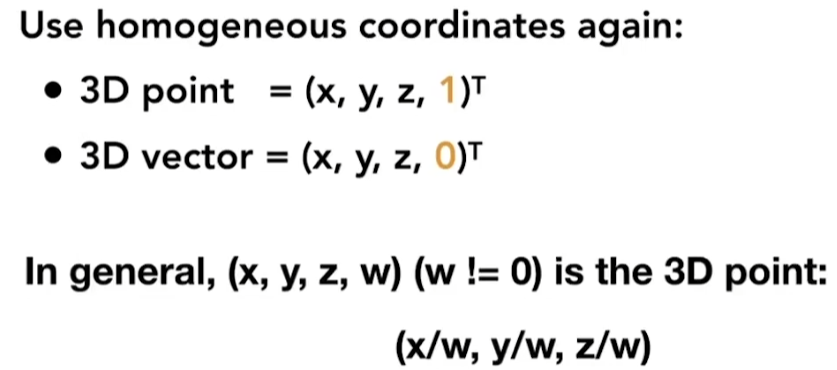 Use homogeneous coordinates again:
• 3D point = (x, y, z, 1)ᵀ
• 3D vector = (x, y, z, 0)ᵀ
In general, (x, y, z, w) (w != 0) is the 3D point:
(x/w, y/w, z/w)